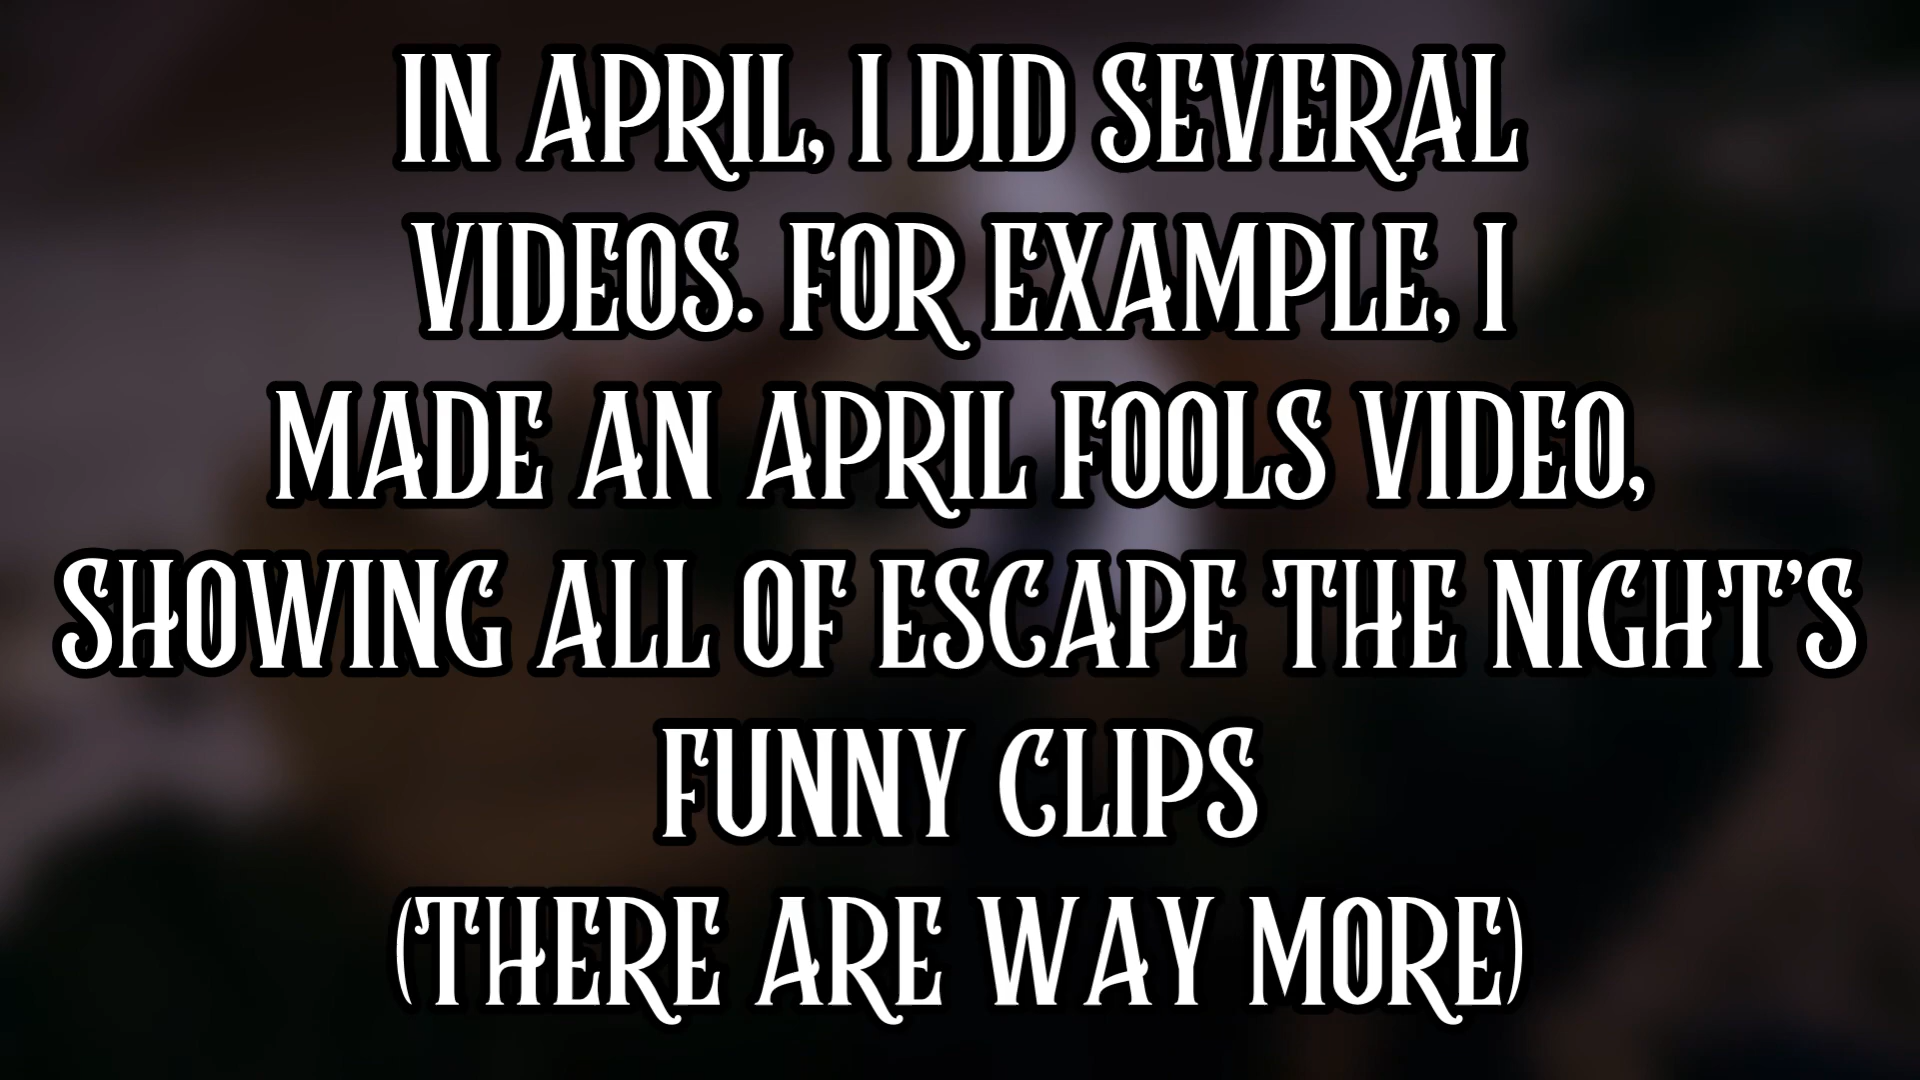 IN APRIL, I DID SEVERAL
VIDEOS. FOR EXAMPLE, I
MADE AN APRIL FOOLS VIDEO,
SHOWING ALL OF ESCAPE THE NIGHT'S
FUNNY CLIPS
(THERE ARE WAY MORE)